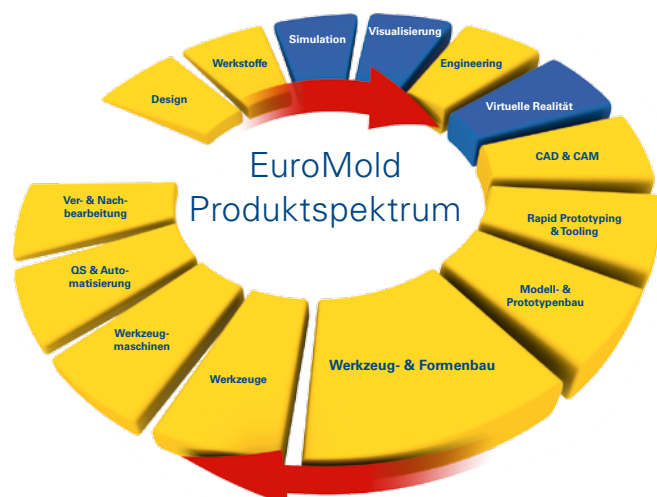 EuroMold
Produktspektrum
Design
Werkstoffe
Simulation
Visualisierung
Engineering
Virtuelle Realität
CAD & CAM
Rapid Prototyping
& Tooling
Modell- &
Prototypenbau
Werkzeug- & Formenbau
Werkzeuge
Werkzeug-
maschinen
QS & Auto-
matisierung
Ver- & Nach-
bearbeitung